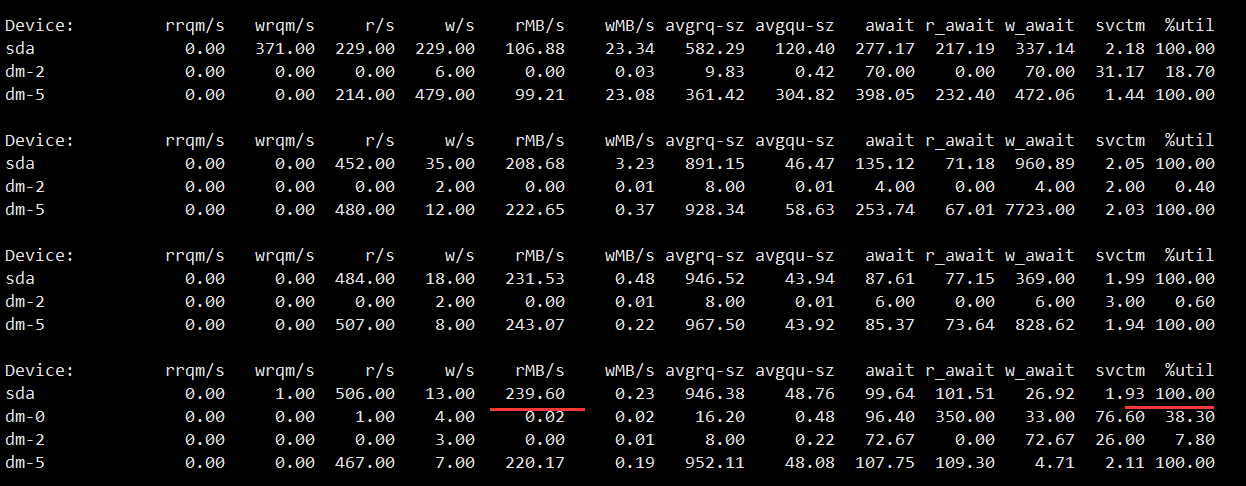 Device: rrqm/s wrqm/s r/s w/s rMB/s wMB/s avgrq-sz avgqu-sz await r_await w_await svctm %util
sda 0.00 371.00 229.00 229.00 106.88 23.34 582.29 120.40 277.17 217.19 337.14 2.18 100.00
dm-2 0.00 0.00 0.00 6.00 0.00 0.03 9.83 0.42 70.00 0.00 70.00 31.17 18.70
dm-5 0.00 0.00 214.00 479.00 99.21 23.08 361.42 304.82 398.05 232.40 472.06 1.44 100.00
Device: rrqm/s wrqm/s r/s w/s rMB/s wMB/s avgrq-sz avgqu-sz await r_await w_await svctm %util
sda 0.00 0.00 452.00 35.00 208.68 3.23 891.15 46.47 135.12 71.18 960.89 2.05 100.00
dm-2 0.00 0.00 0.00 2.00 0.00 0.01 8.00 0.01 4.00 0.00 4.00 2.00 0.40
dm-5 0.00 0.00 480.00 12.00 222.65 0.37 928.34 58.63 253.74 67.01 7723.00 2.03 100.00
Device: rrqm/s wrqm/s r/s w/s rMB/s wMB/s avgrq-sz avgqu-sz await r_await w_await svctm %util
sda 0.00 0.00 484.00 18.00 231.53 0.48 946.52 43.94 87.61 77.15 369.00 1.99 100.00
dm-2 0.00 0.00 0.00 2.00 0.00 0.01 8.00 0.01 6.00 0.00 6.00 3.00 0.60
dm-5 0.00 0.00 507.00 8.00 243.07 0.22 967.50 43.92 85.37 73.64 828.62 1.94 100.00
Device: rrqm/s wrqm/s r/s w/s rMB/s wMB/s avgrq-sz avgqu-sz await r_await w_await svctm %util
sda 0.00 1.00 506.00 13.00 239.60 0.23 946.38 48.76 99.64 101.51 26.92 1.93 100.00
dm-0 0.00 0.00 1.00 4.00 0.02 0.02 16.20 0.48 96.40 350.00 33.00 76.60 38.30
dm-2 0.00 0.00 0.00 3.00 0.00 0.01 8.00 0.22 72.67 0.00 72.67 26.00 7.80
dm-5 0.00 0.00 467.00 7.00 220.17 0.19 952.11 48.08 107.75 109.30 4.71 2.11 100.00